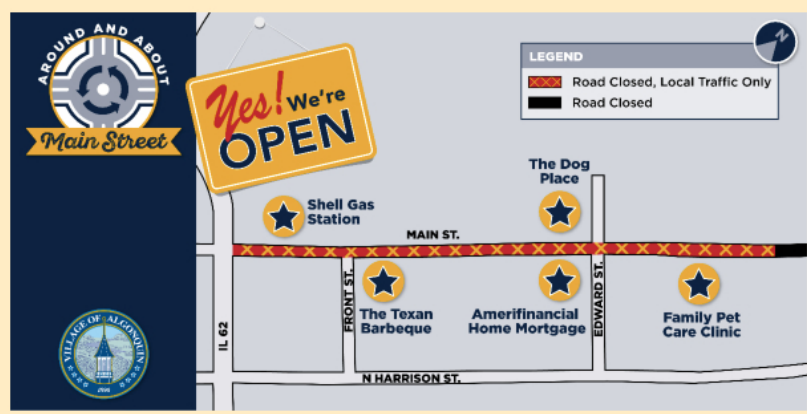 AROUND AND ABOUT
Main Street
VILLAGE OF ALGONQUIN
Yes! We're
OPEN
N
LEGEND
Road Closed, Local Traffic Only
Road Closed
The Dog
Place
Shell Gas
Station
MAIN ST.
IL 62
FRONT ST.
The Texan
Barbeque
Amerifinancial
Home Mortgage
EDWARD ST.
Family Pet
Care Clinic
N HARRISON ST.